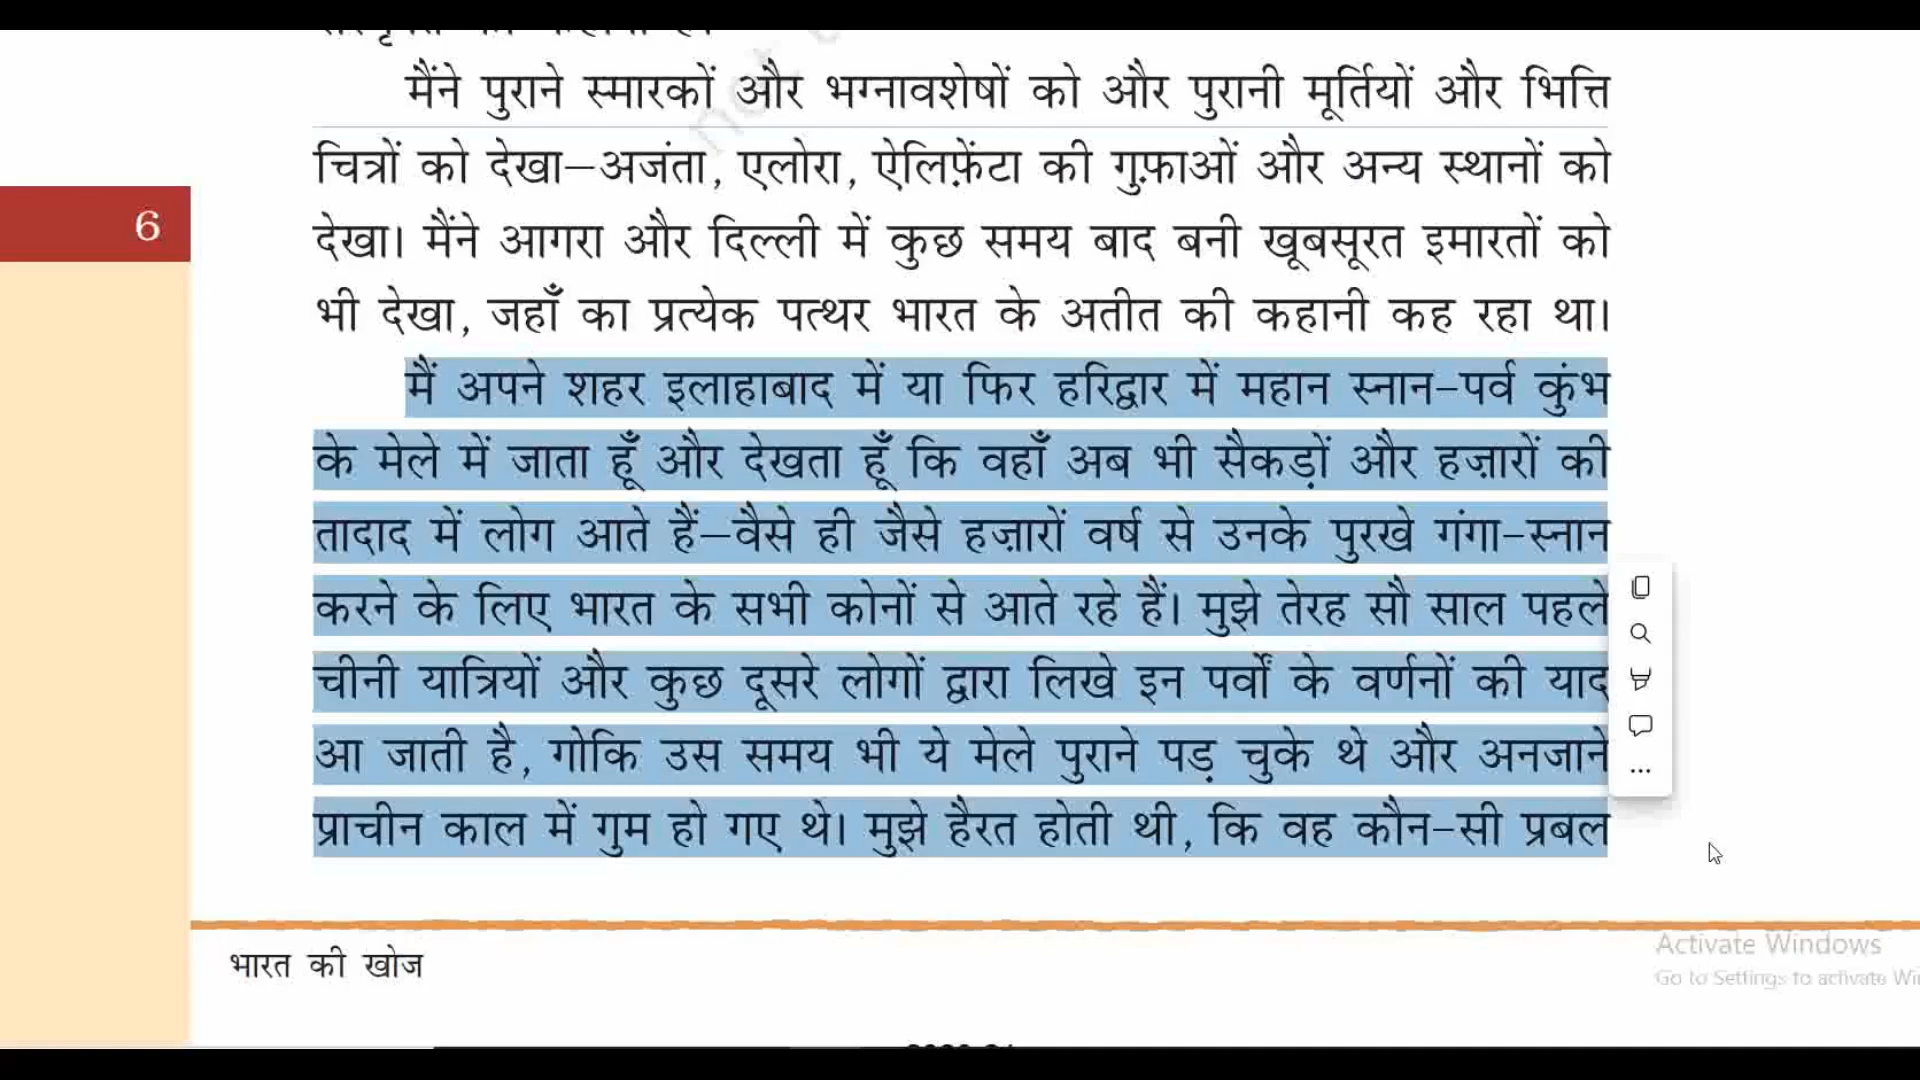 मैंने पुराने स्मारकों और भग्नावशेषों को और पुरानी मूर्तियों और भित्ति
चित्रों को देखा—अजंता, एलोरा, ऐलिफ़ेंटा की गुफ़ाओं और अन्य स्थानों को
6
देखा। मैंने आगरा और दिल्ली में कुछ समय बाद बनी खूबसूरत इमारतों को
भी देखा, जहाँ का प्रत्येक पत्थर भारत के अतीत की कहानी कह रहा था।
मैं अपने शहर इलाहाबाद में या फिर हरिद्वार में महान स्नान-पर्व कुंभ
के मेले में जाता हूँ और देखता हूँ कि वहाँ अब भी सैकड़ों और हज़ारों की
तादाद में लोग आते हैं—वैसे ही जैसे हज़ारों वर्ष से उनके पुरखे गंगा-स्नान
करने के लिए भारत के सभी कोनों से आते रहे हैं। मुझे तेरह सौ साल पहले
चीनी यात्रियों और कुछ दूसरे लोगों द्वारा लिखे इन पर्वों के वर्णनों की याद
आ जाती है, गोकि उस समय भी ये मेले पुराने पड़ चुके थे और अनजाने
प्राचीन काल में गुम हो गए थे। मुझे हैरत होती थी, कि वह कौन-सी प्रबल
भारत की खोज
Activate Windows
Go to Settings to activate
not